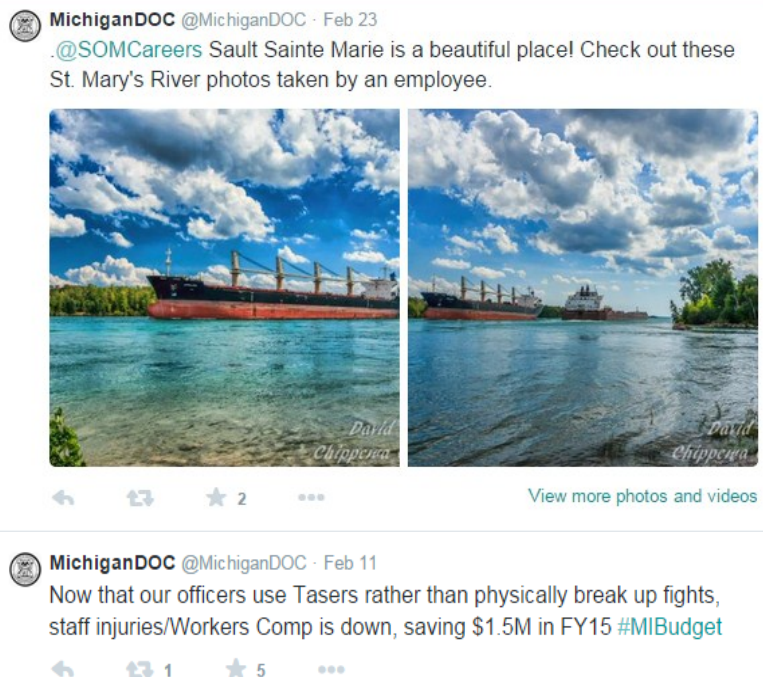 MichiganDOC @MichiganDOC · Feb 23
.@SOMCareers Sault Sainte Marie is a beautiful place! Check out these
St. Mary's River photos taken by an employee.
David
Chippewa
David
Chippewa
2
View more photos and videos
MichiganDOC @MichiganDOC · Feb 11
Now that our officers use Tasers rather than physically break up fights,
staff injuries/Workers Comp is down, saving $1.5M in FY15 #MIBudget
1 5